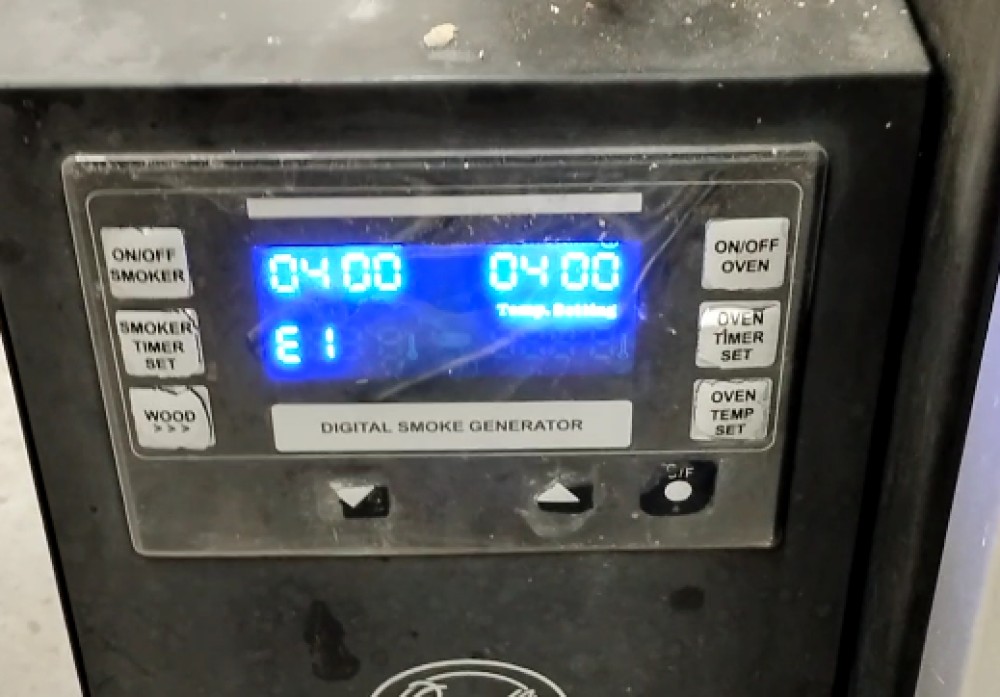 ON/OFF
SMOKER
SMOKER
TIMER
SET
WOOD
>>>
04 00
04 00
Temp. Setting
E 1
DIGITAL SMOKE GENERATOR
ON/OFF
OVEN
OVEN
TIMER
SET
OVEN
TEMP
SET
C/F